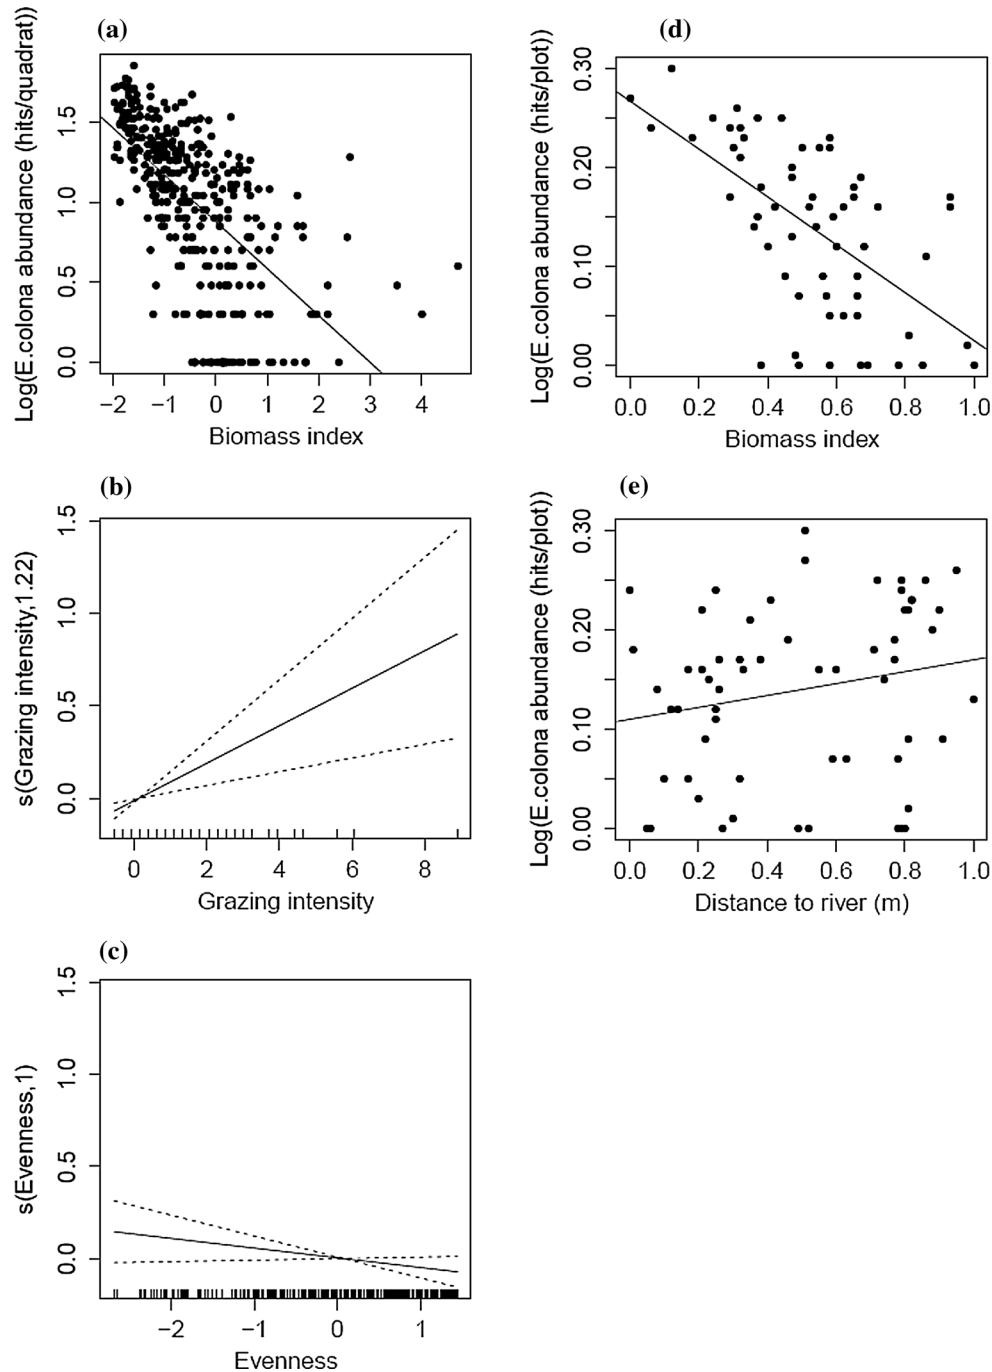 (a)
Log(E.colona abundance (hits/quadrat))
0.0 0.5 1.0 1.5
−2 −1 0 1 2 3 4
Biomass index
(d)
Log(E.colona abundance (hits/plot))
0.00 0.10 0.20 0.30
0.0 0.2 0.4 0.6 0.8 1.0
Biomass index
(b)
s(Grazing intensity,1.22)
0.0 0.5 1.0 1.5
0 2 4 6 8
Grazing intensity
(e)
Log(E.colona abundance (hits/plot))
0.00 0.10 0.20 0.30
0.0 0.2 0.4 0.6 0.8 1.0
Distance to river (m)
(c)
s(Evenness,1)
0.0 0.5 1.0 1.5
−2 −1 0 1
Evenness